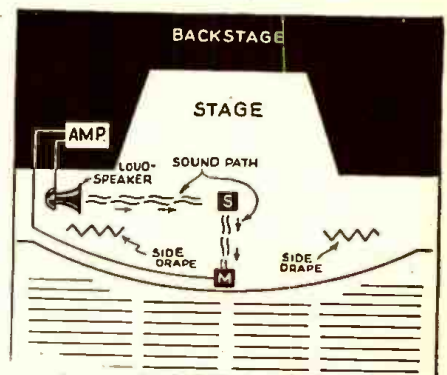 BACKSTAGE
STAGE
AMP.
LOUD-
SPEAKER
SOUND PATH
S
SIDE
DRAPE
SIDE
DRAPE
M